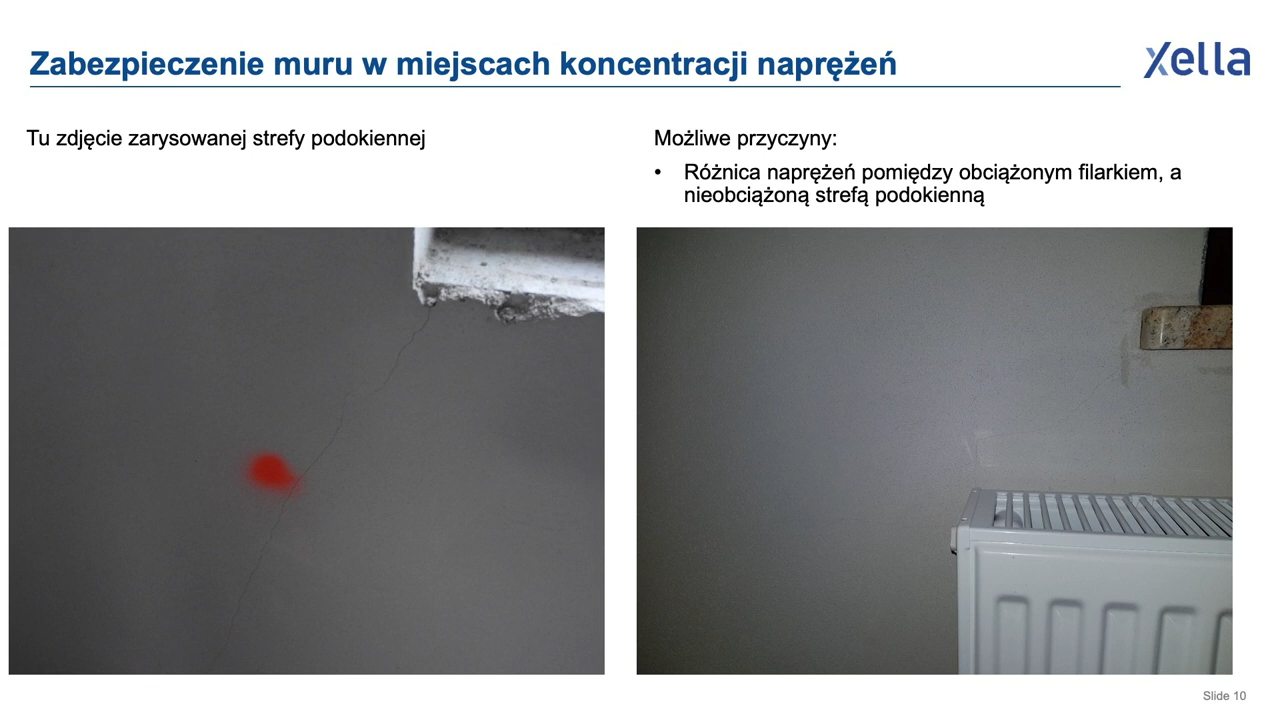 Zabezpieczenie muru w miejscach koncentracji naprężeń
xella
Tu zdjęcie zarysowanej strefy podokiennej
Możliwe przyczyny:
• Różnica naprężeń pomiędzy obciążonym filarkiem, a
nieobciążoną strefą podokienną
Slide 10